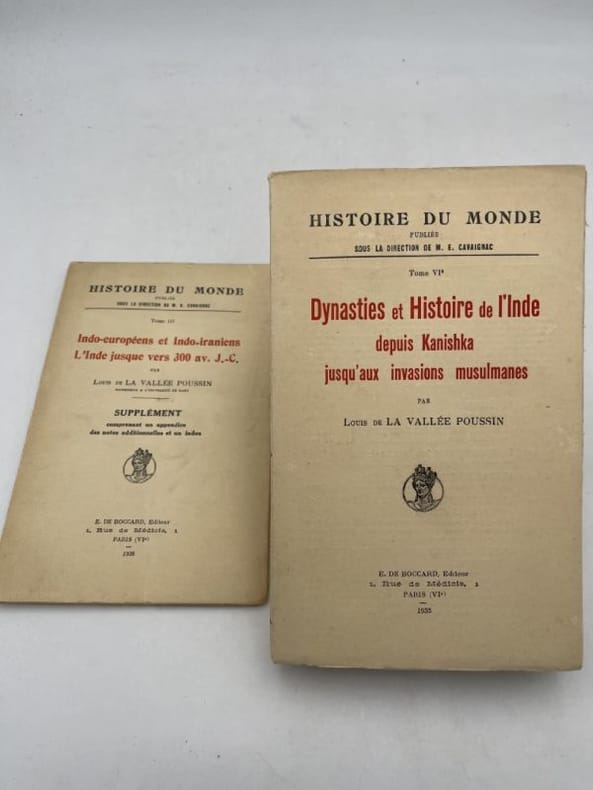 HISTOIRE DU MONDE
PUBLIÉE
SOUS LA DIRECTION DE M. E. CAVAIGNAC
Tome III
Indo-européens et Indo-iraniens
L'Inde jusque vers 300 av. J.-C.
PAR
Louis de LA VALLÉE POUSSIN
SUPPLÉMENT
comprenant un appendice
des notes additionnelles et un index
E. DE BOCCARD, Editeur
1, Rue de Médicis, 1
PARIS (VIe)
HISTOIRE DU MONDE
PUBLIÉE
SOUS LA DIRECTION DE M. E. CAVAIGNAC
Tome VI*
Dynasties et Histoire de l'Inde
depuis Kanishka
jusqu'aux invasions musulmanes
PAR
Louis de LA VALLÉE POUSSIN
E. DE BOCCARD, Editeur
1, Rue de Médicis, 1
PARIS (VIe)
1935